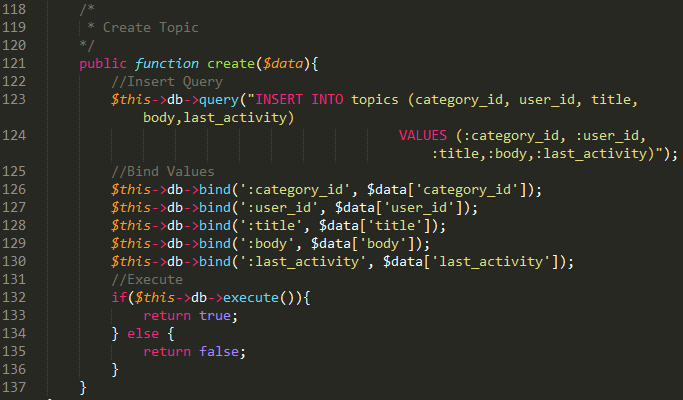 118 /*
119 * Create Topic
120 */
121 public function create($data){
122 //Insert Query
123 $this->db->query("INSERT INTO topics (category_id, user_id, title,
body,last_activity)
124 VALUES (:category_id, :user_id,
:title,:body,:last_activity)");
125 //Bind Values
126 $this->db->bind(':category_id', $data['category_id']);
127 $this->db->bind(':user_id', $data['user_id']);
128 $this->db->bind(':title', $data['title']);
129 $this->db->bind(':body', $data['body']);
130 $this->db->bind(':last_activity', $data['last_activity']);
131 //Execute
132 if($this->db->execute()){
133 return true;
134 } else {
135 return false;
136 }
137 }